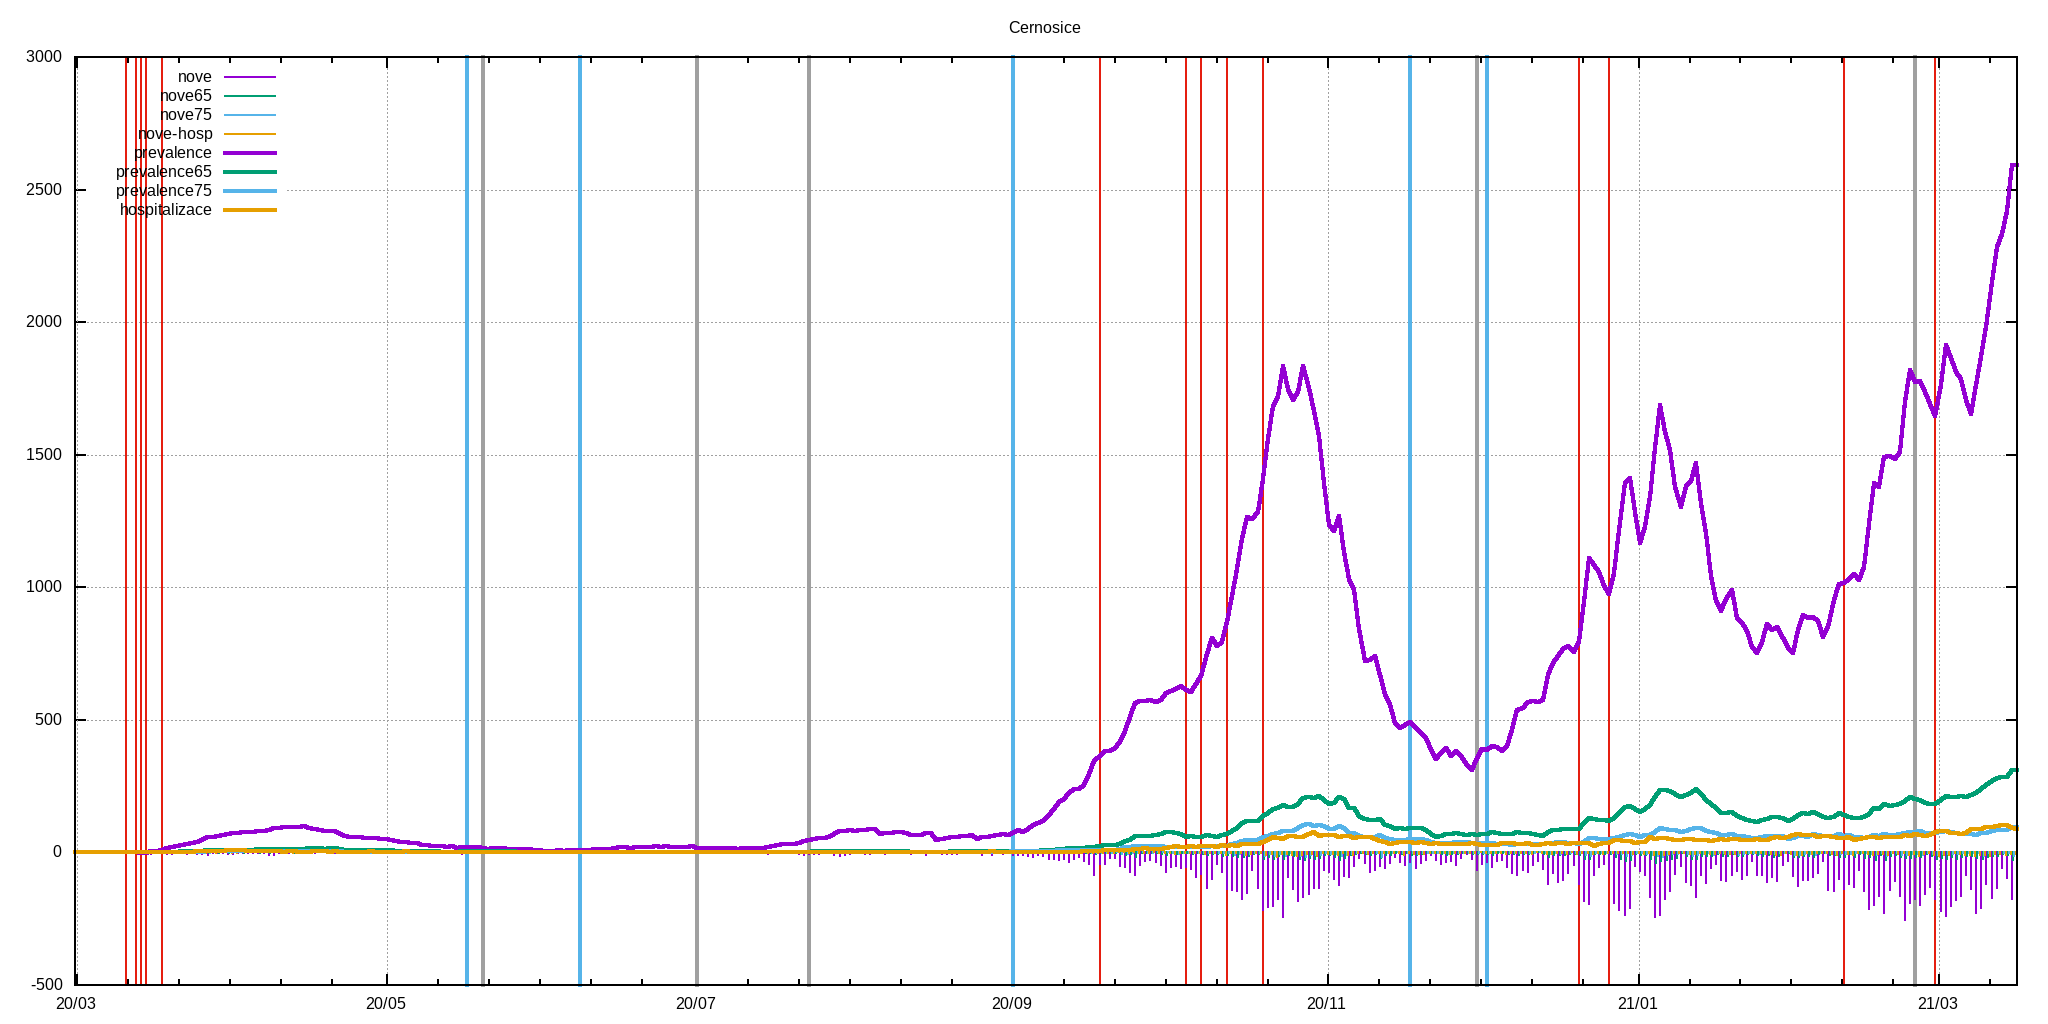 Cernosice
3000
2500
2000
1500
1000
500
0
-500
nove
nove65
nove75
nove-hosp
prevalence
prevalence65
prevalence75
hospitalizace
20/03 20/05 20/07 20/09 20/11 21/01 21/03